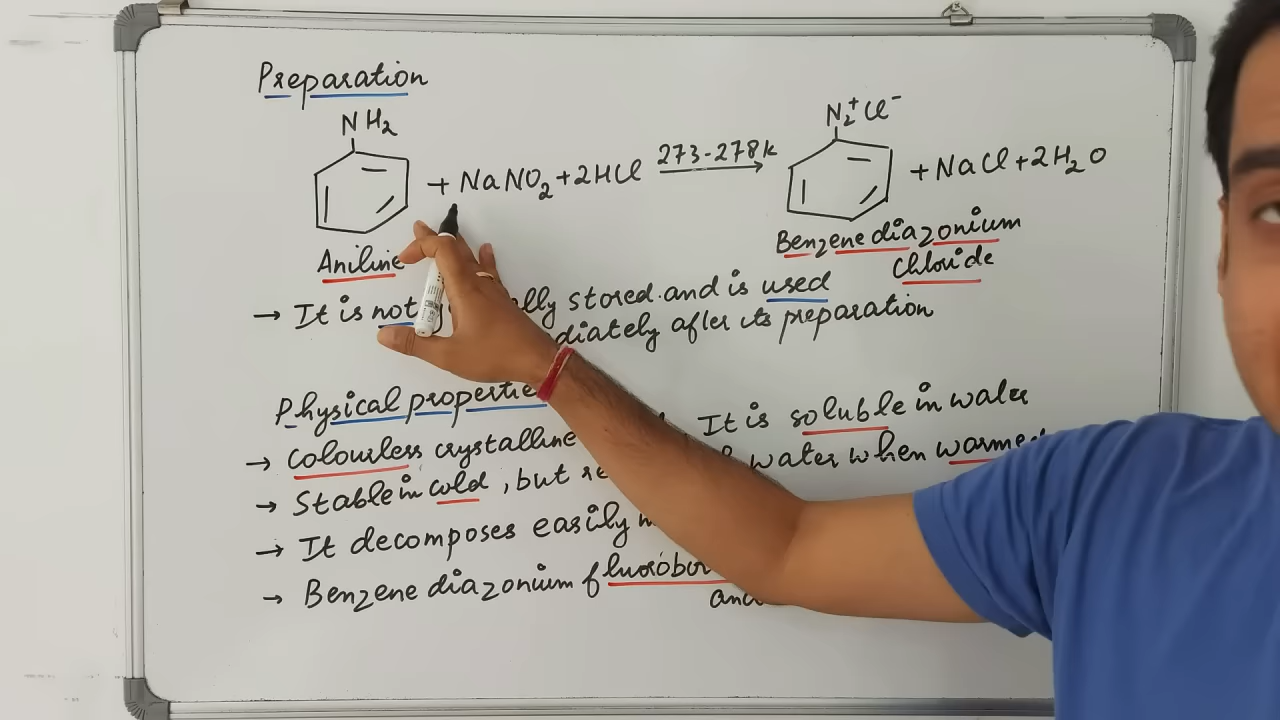 Preparation
NH2 N2+Cl-
+ NaNO2 + 2HCl 273-278k + NaCl + 2H2O
Aniline Benzene diazonium
Chloride
→ It is not stored and is used
after its preparation
Physical properties
→ Colourless crystalline It is soluble in water
→ Stable in cold, but water when warmed
→ It decomposes easily
→ Benzene diazonium
and